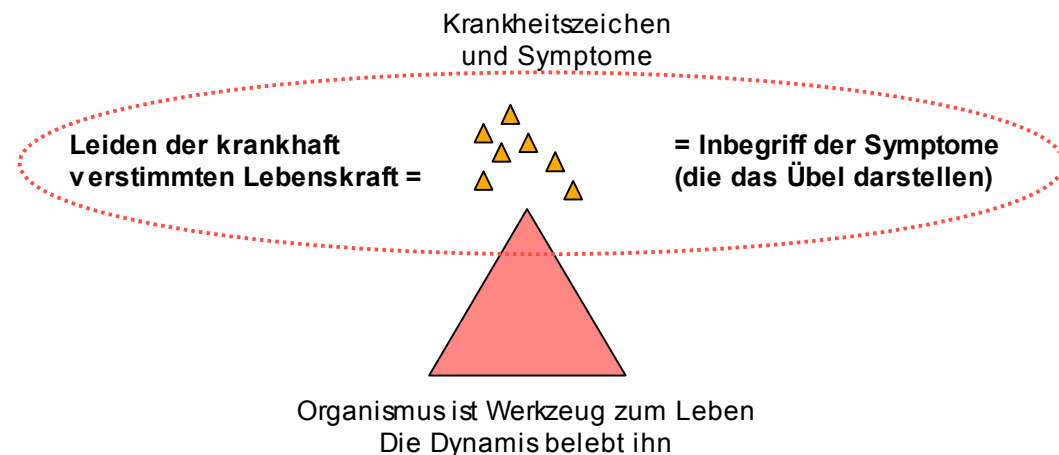 Krankheitszeichen
und Symptome
Leiden der krankhaft
verstimmten Lebenskraft =
= Inbegriff der Symptome
(die das Übel darstellen)
Organismus ist Werkzeug zum Leben
Die Dynamis belebt ihn